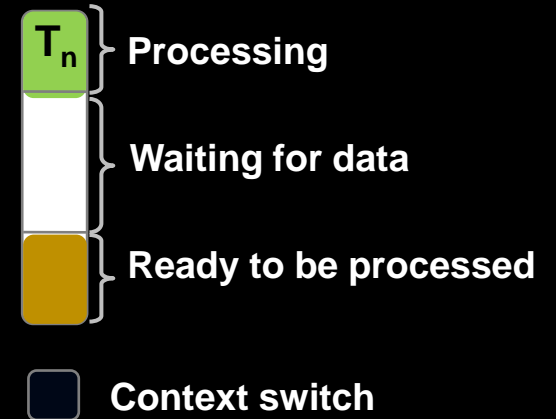 Tn
Processing
Waiting for data
Ready to be processed
Context switch